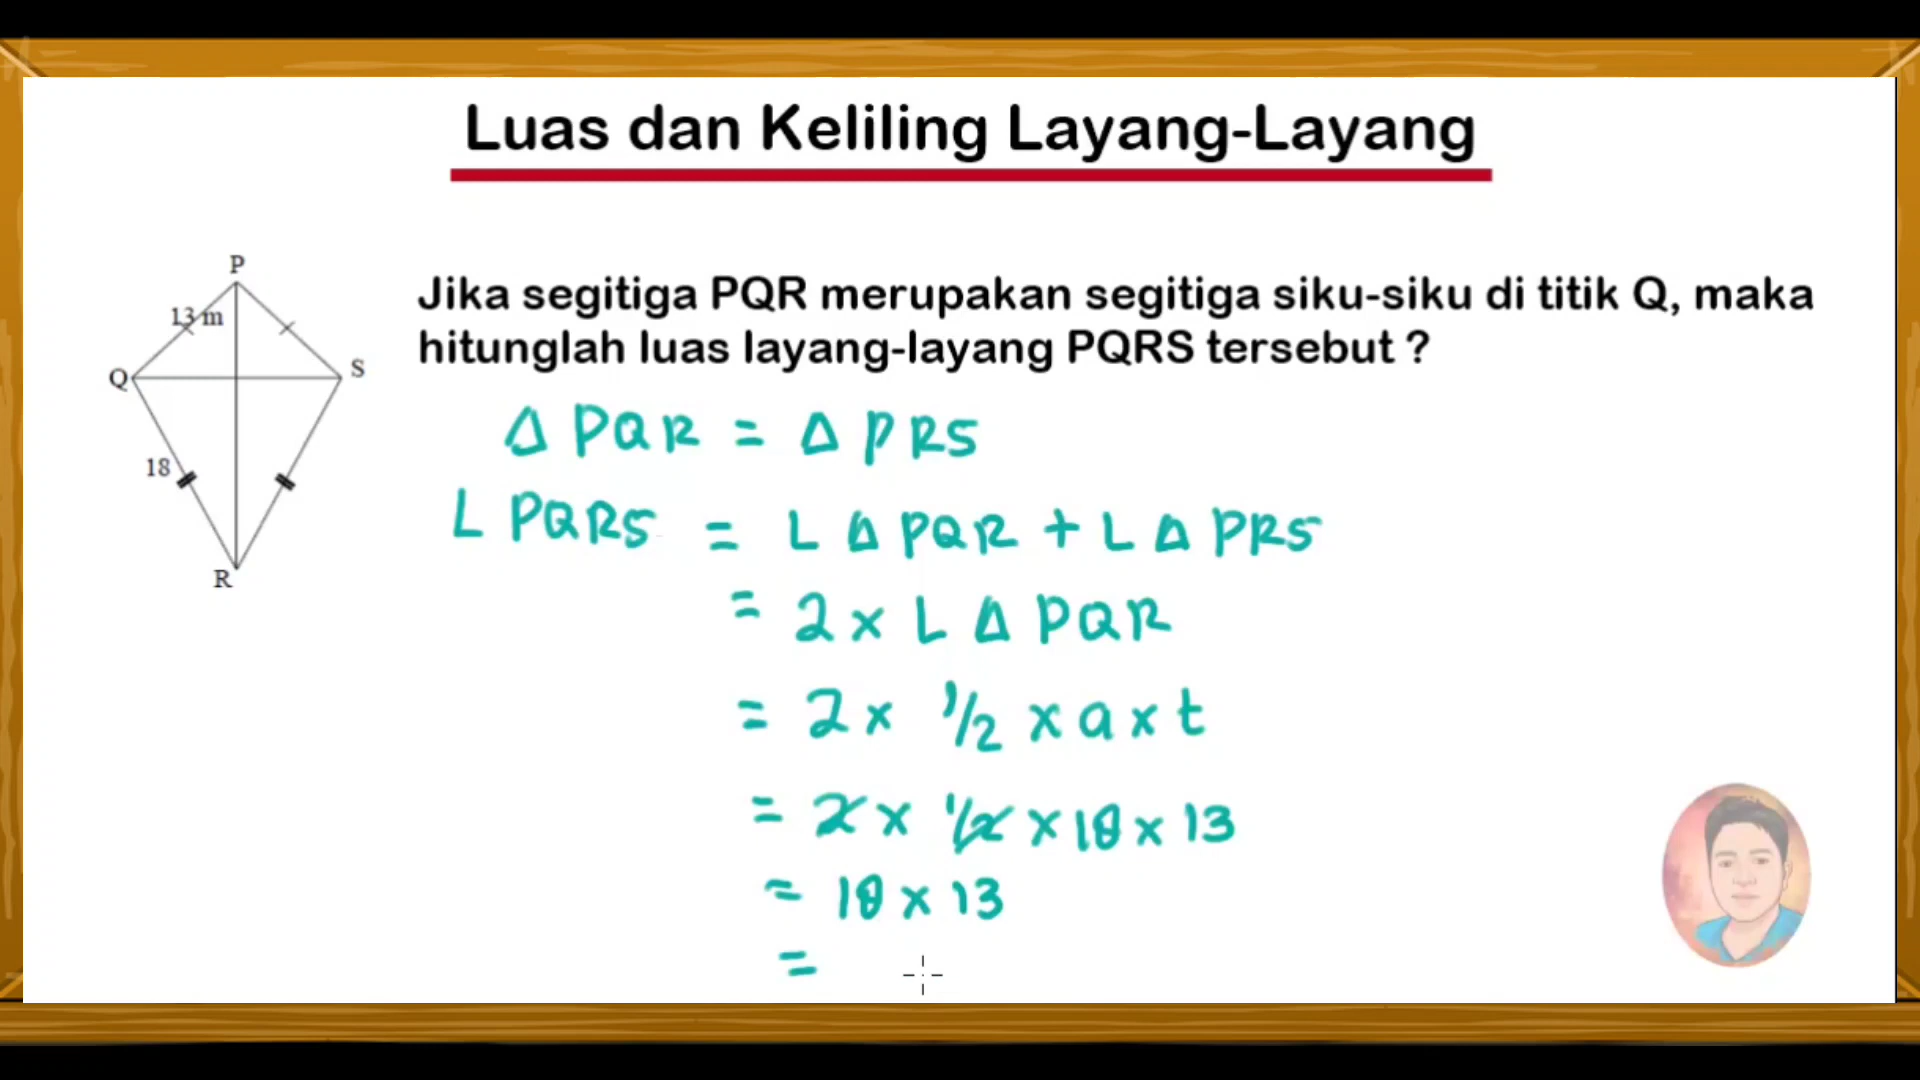 Luas dan Keliling Layang-Layang
P
13 m
Q
S
18
R
Jika segitiga PQR merupakan segitiga siku-siku di titik Q, maka
hitunglah luas layang-layang PQRS tersebut ?
Δ PQR = Δ PRS
L PQRS = L Δ PQR + L Δ PRS
= 2 x L Δ PQR
= 2 x 1/2 x a x t
= 2 x 1/2 x 18 x 13
= 18 x 13
=